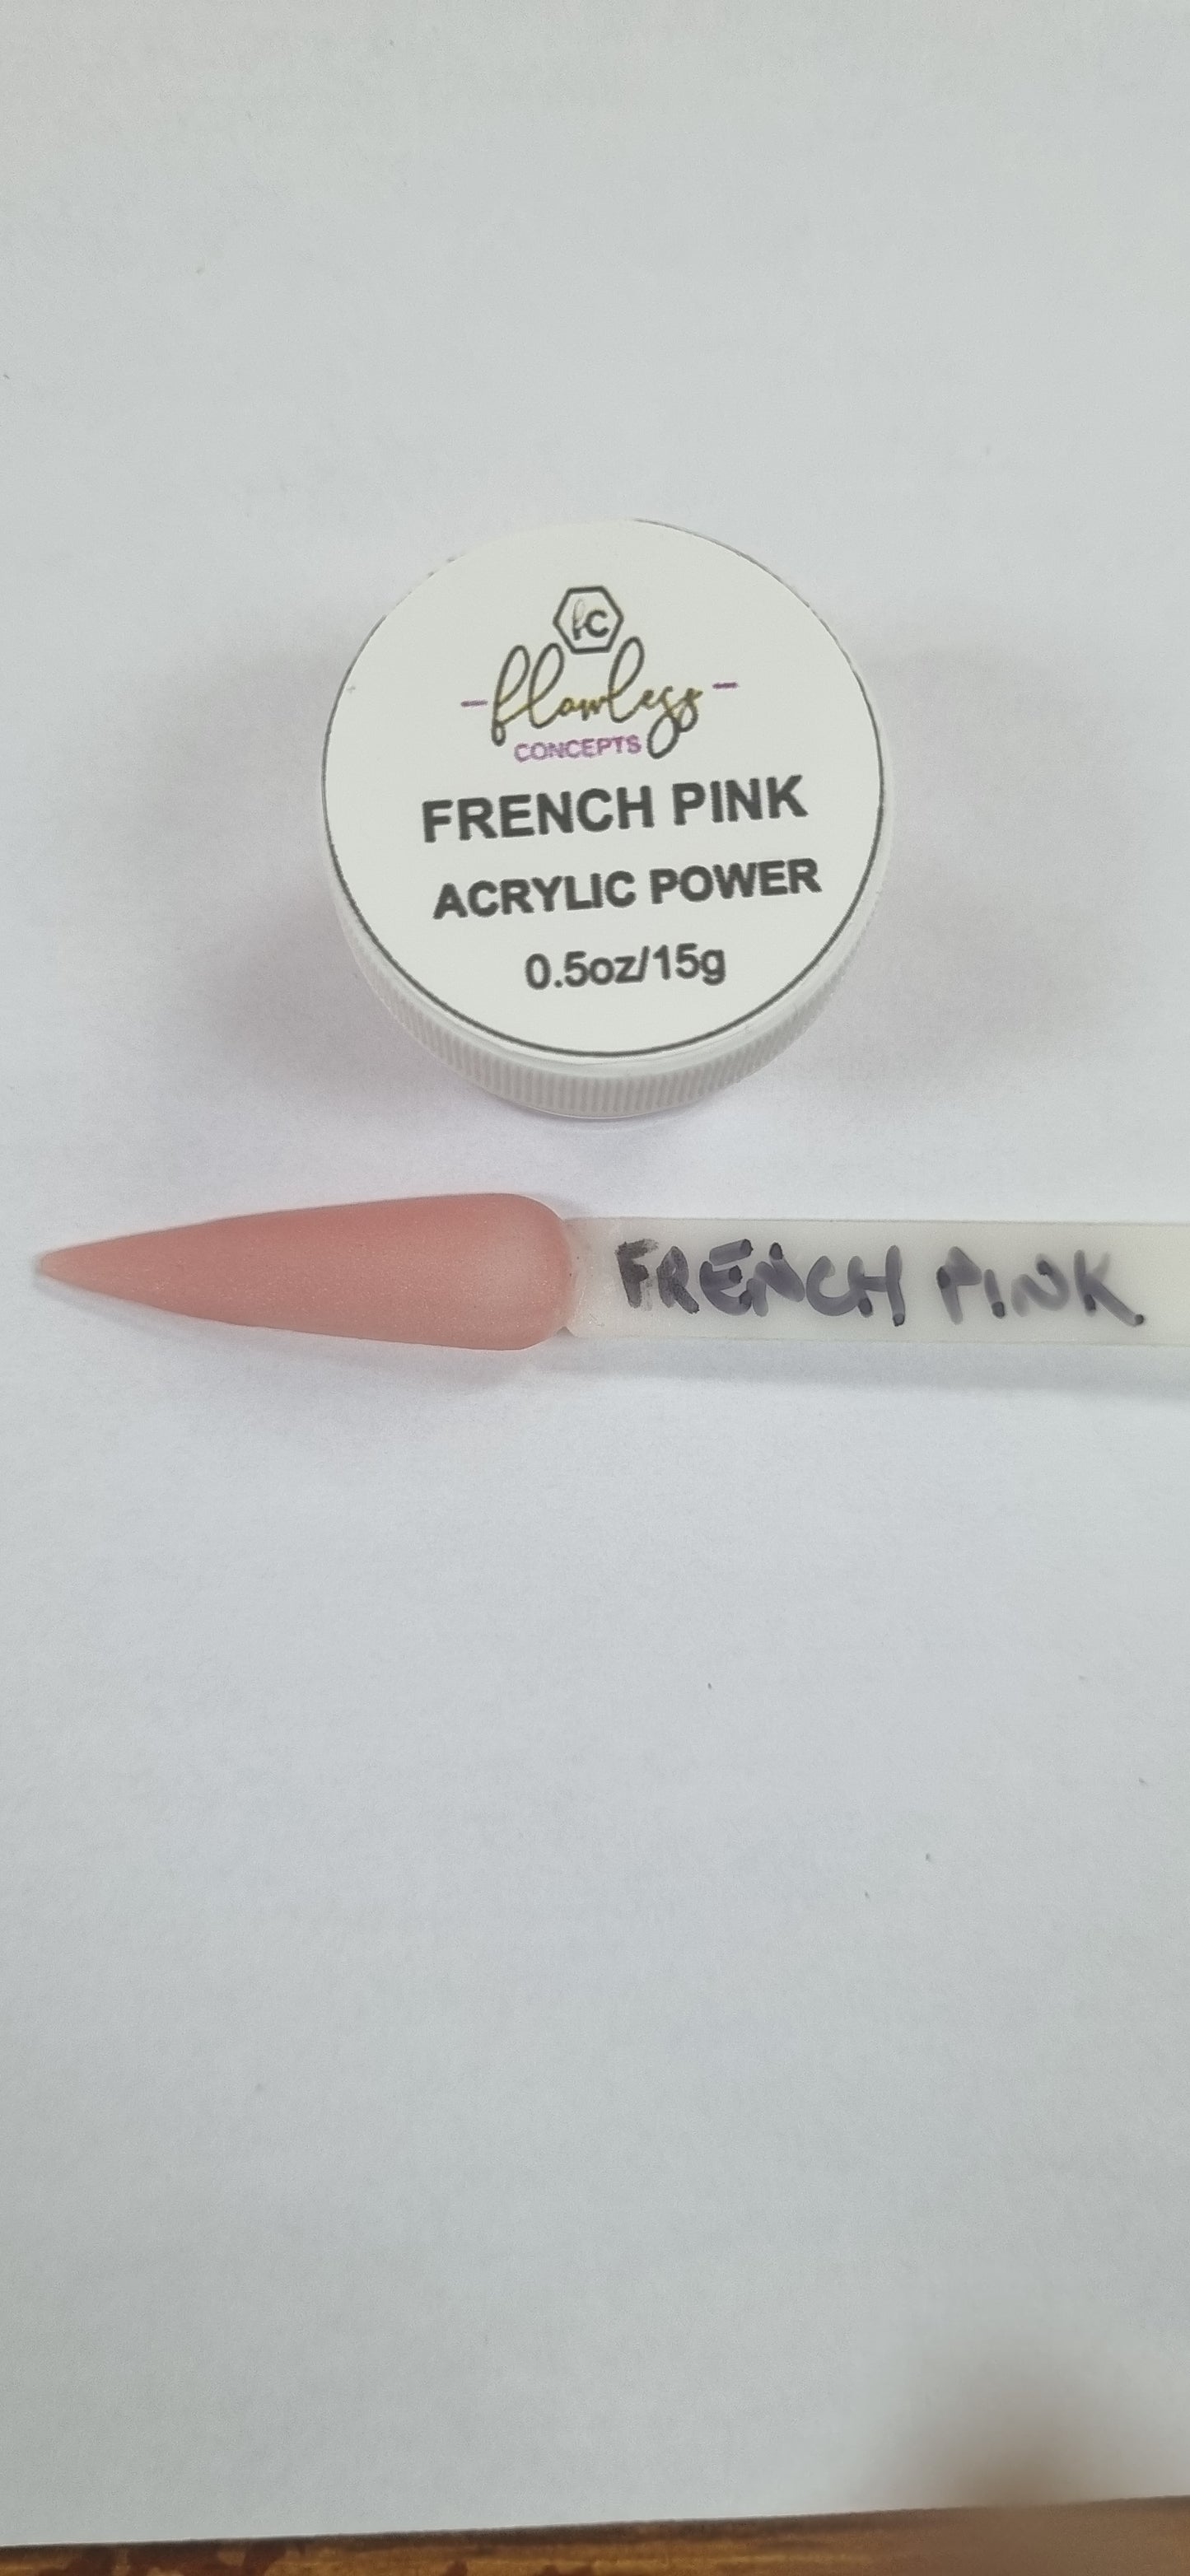 FC
flawless
CONCEPTS
FRENCH PINK
ACRYLIC POWER
0.5oz/15g
FRENCH PINK